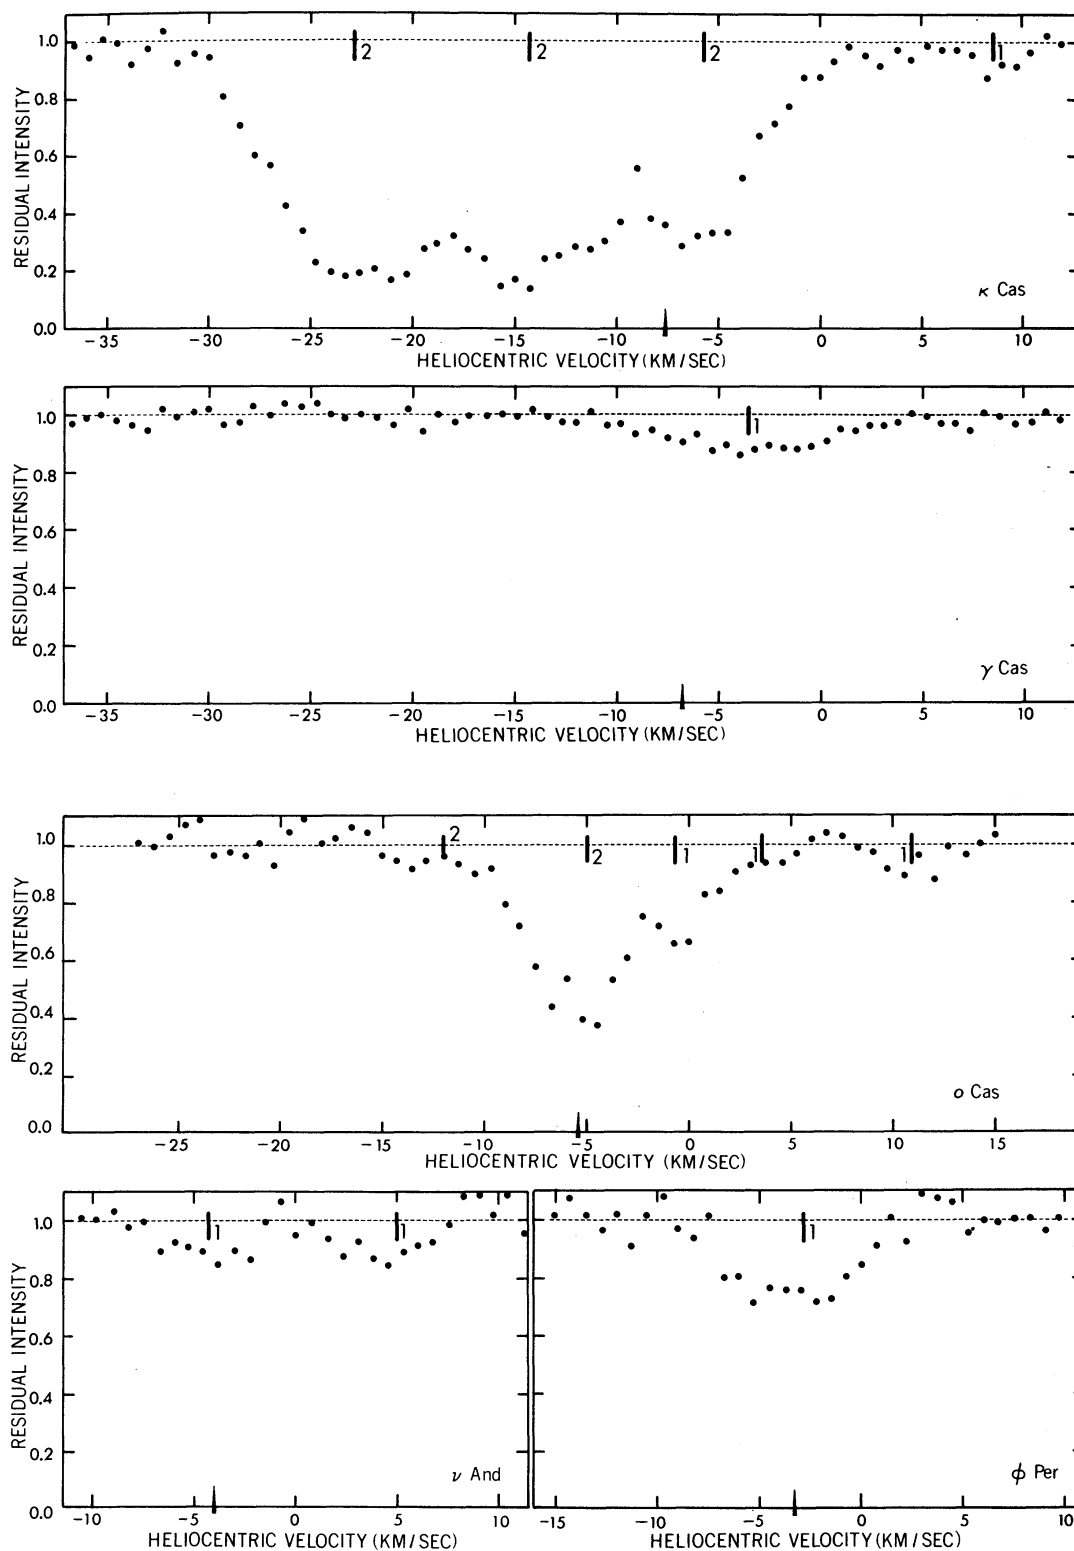 RESIDUAL INTENSITY
1.0
0.8
0.6
0.4
0.2
0.0
2
2
2
1
κ Cas
−35 −30 −25 −20 −15 −10 −5 0 5 10
HELIOCENTRIC VELOCITY (KM/SEC)
RESIDUAL INTENSITY
1.0
0.8
0.6
0.4
0.2
0.0
1
γ Cas
−35 −30 −25 −20 −15 −10 −5 0 5 10
HELIOCENTRIC VELOCITY (KM/SEC)
RESIDUAL INTENSITY
1.0
0.8
0.6
0.4
0.2
0.0
2
2
1
1
1
ο Cas
−25 −20 −15 −10 −5 0 5 10 15
HELIOCENTRIC VELOCITY (KM/SEC)
RESIDUAL INTENSITY
1.0
0.8
0.6
0.4
0.2
0.0
1
1
ν And
−10 −5 0 5 10
HELIOCENTRIC VELOCITY (KM/SEC)
1
φ Per
−15 −10 −5 0 5 10
HELIOCENTRIC VELOCITY (KM/SEC)